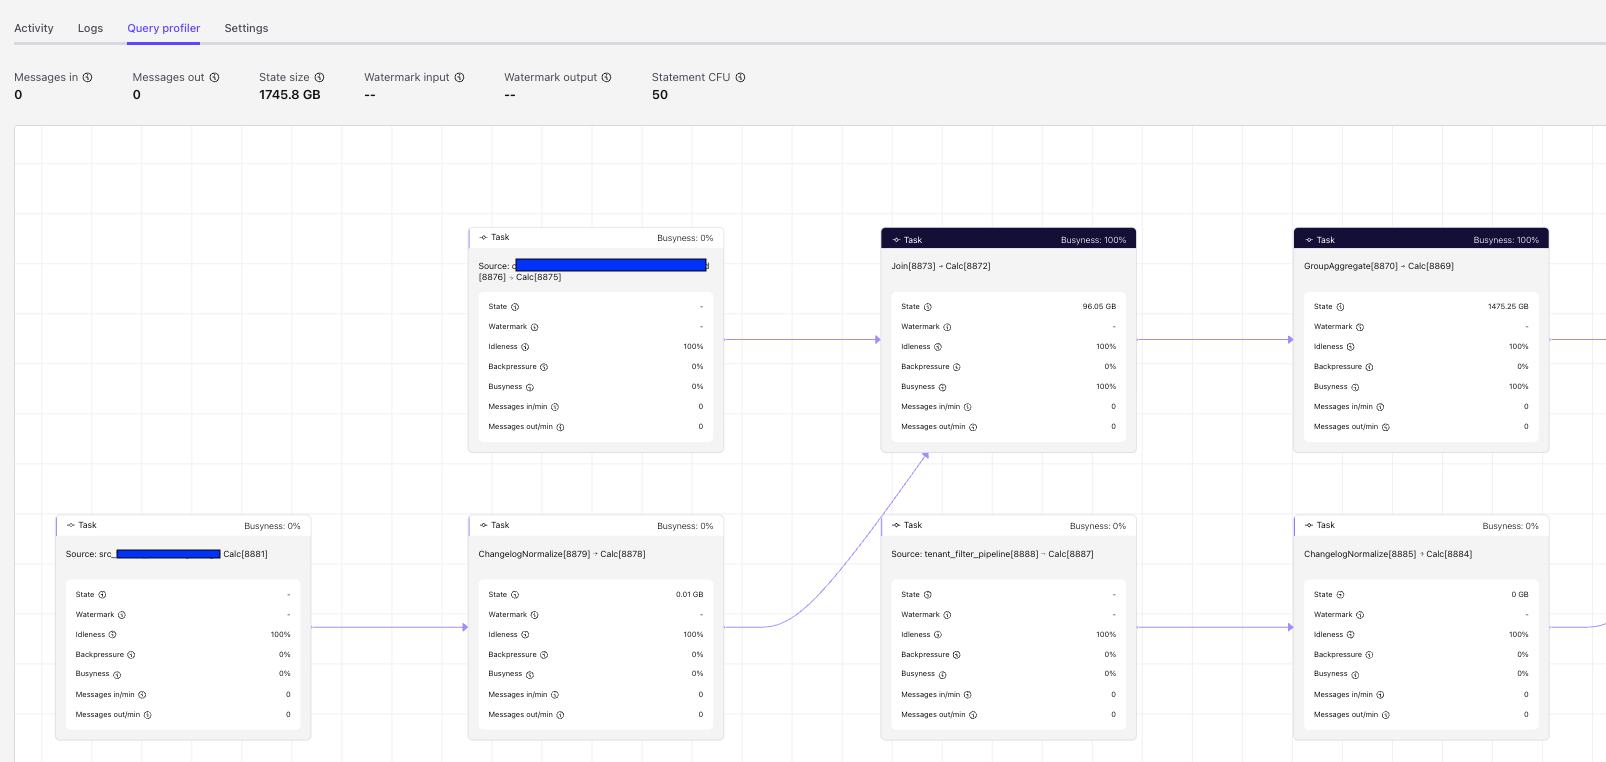 Activity Logs Query profiler Settings
Messages in Messages out State size Watermark input Watermark output Statement CFU
0 0 1745.8 GB -- -- 50
Task Busyness: 0%
Source: c d
[8876] → Calc[8875]
State -
Watermark -
Idleness 100%
Backpressure 0%
Busyness 0%
Messages in/min 0
Messages out/min 0
Task Busyness: 100%
Join[8873] → Calc[8872]
State 96.05 GB
Watermark -
Idleness 100%
Backpressure 0%
Busyness 100%
Messages in/min 0
Messages out/min 0
Task Busyness: 100%
GroupAggregate[8870] → Calc[8869]
State 1475.25 GB
Watermark -
Idleness 100%
Backpressure 0%
Busyness 100%
Messages in/min 0
Messages out/min 0
Task Busyness: 0%
Source: src_ Calc[8881]
State -
Watermark -
Idleness 100%
Backpressure 0%
Busyness 0%
Messages in/min 0
Messages out/min 0
Task Busyness: 0%
ChangelogNormalize[8879] → Calc[8878]
State 0.01 GB
Watermark -
Idleness 100%
Backpressure 0%
Busyness 0%
Messages in/min 0
Messages out/min 0
Task Busyness: 0%
Source: tenant_filter_pipeline[8888] → Calc[8887]
State -
Watermark -
Idleness 100%
Backpressure 0%
Busyness 0%
Messages in/min 0
Messages out/min 0
Task Busyness: 0%
ChangelogNormalize[8885] → Calc[8884]
State 0 GB
Watermark -
Idleness 100%
Backpressure 0%
Busyness 0%
Messages in/min 0
Messages out/min 0